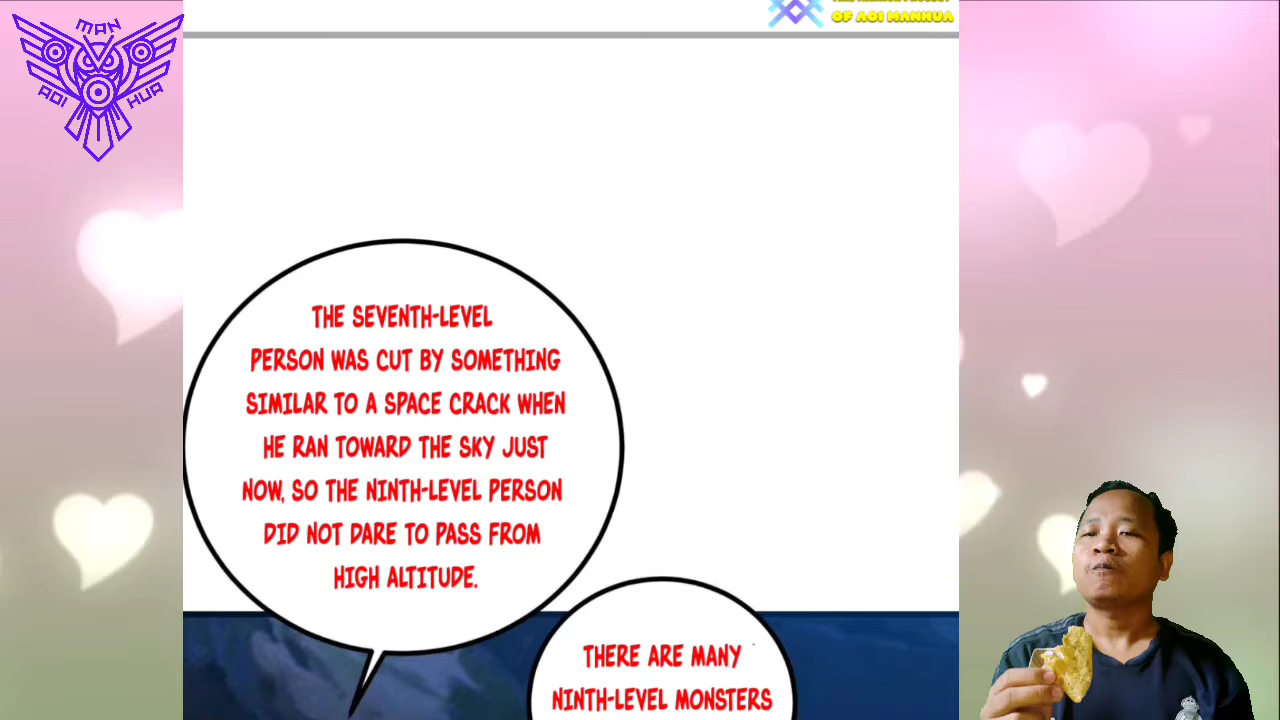 MAN
AOI HUA
OF AOI MANHUA
THE SEVENTH-LEVEL
PERSON WAS CUT BY SOMETHING
SIMILAR TO A SPACE CRACK WHEN
HE RAN TOWARD THE SKY JUST
NOW, SO THE NINTH-LEVEL PERSON
DID NOT DARE TO PASS FROM
HIGH ALTITUDE.
THERE ARE MANY
NINTH-LEVEL MONSTERS